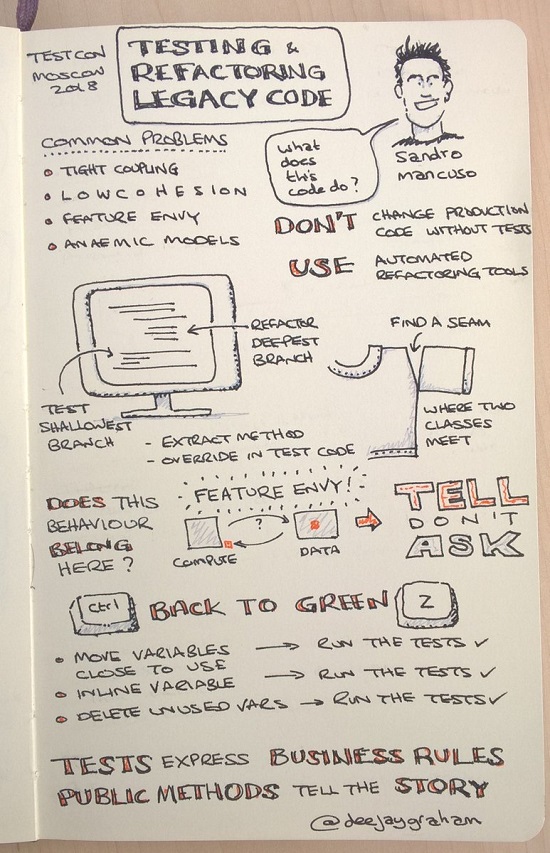 TESTCON
MOSCOW
2018
TESTING &
REFACTORING
LEGACY CODE
Sandro
Mancuso
What
does
this
code do?
COMMON PROBLEMS
TIGHT COUPLING
LOW COHESION
FEATURE ENVY
ANAEMIC MODELS
DON'T CHANGE PRODUCTION
CODE WITHOUT TESTS
USE AUTOMATED
REFACTORING TOOLS
REFACTOR
DEEPEST
BRANCH
TEST
SHALLOWEST
BRANCH
- EXTRACT METHOD
- OVERRIDE IN TEST CODE
FIND A SEAM
WHERE TWO
CLASSES
MEET
DOES THIS
BEHAVIOUR
BELONG
HERE?
FEATURE ENVY!
?
COMPUTE
DATA
TELL
DON'T
ASK
Ctrl BACK TO GREEN Z
MOVE VARIABLES → RUN THE TESTS ✓
CLOSE TO USE
INLINE VARIABLE → RUN THE TESTS ✓
DELETE UNUSED VARS → RUN THE TESTS ✓
TESTS EXPRESS BUSINESS RULES
PUBLIC METHODS TELL THE STORY
@deejaygraham